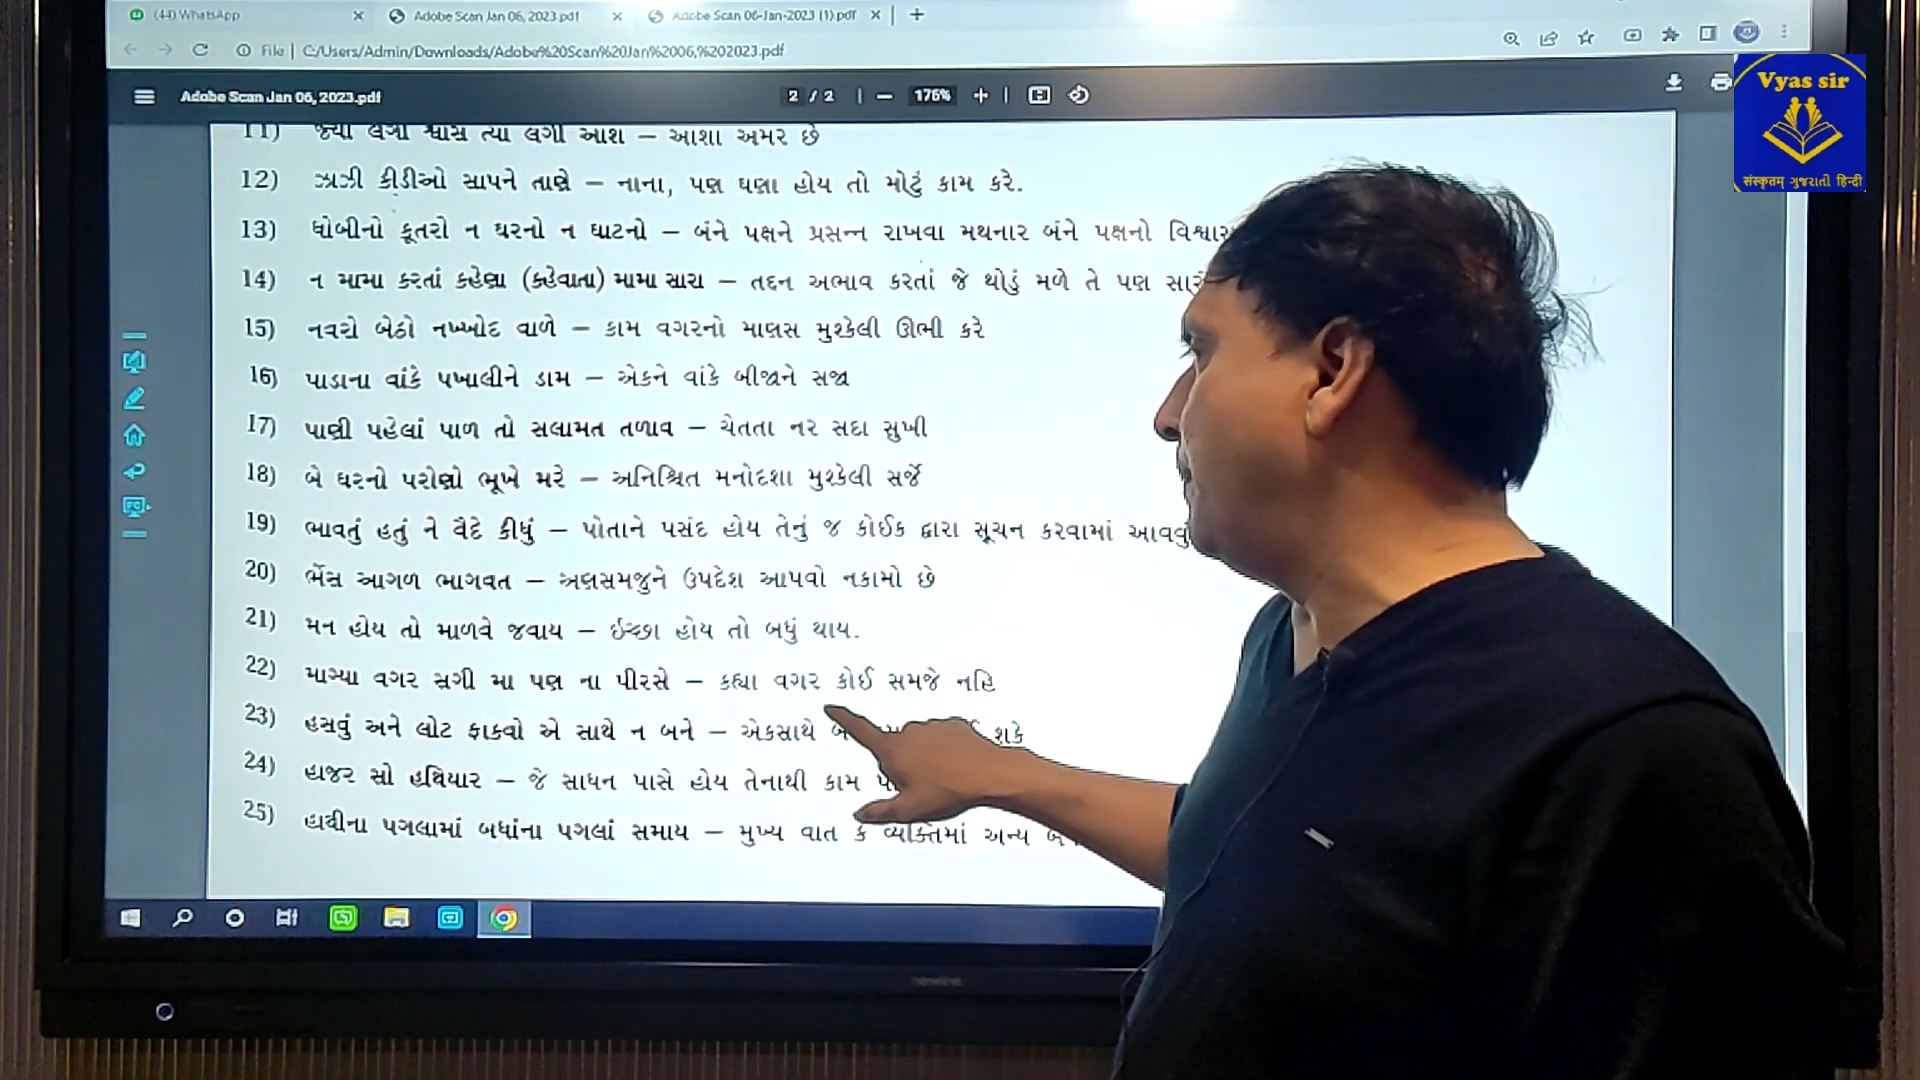 (44) WhatsApp
Adobe Scan Jan 06, 2023.pdf
Adobe Scan 06-Jan-2023 (1).pdf
File | C:/Users/Admin/Downloads/Adobe%20Scan%20Jan%2006,%202023.pdf
Adobe Scan Jan 06, 2023.pdf
2 / 2
176%
Vyas sir
संस्कृतम् ગુજરાતી हिन्दी
11) જ્યાં લગી શ્વાસ ત્યાં લગી આશ – આશા અમર છે
12) ઝાઝી કીડીઓ સાપને તાણે – નાના, પણ ઘણા હોય તો મોટું કામ કરે.
13) ધોબીનો કૂતરો ન ઘરનો ન ઘાટનો – બંને પક્ષને પ્રસન્ન રાખવા મથનાર બંને પક્ષનો
14) ન મામા કરતાં કહેણા (કહેવાતા) મામા સારા – તદ્દન અભાવ કરતાં જે થોડું મળે તે પણ
15) નવરો બેઠો નખ્ખોદ વાળે – કામ વગરનો માણસ મુશ્કેલી ઊભી કરે
16) પાડાના વાંકે પખાલીને ડામ – એકને વાંકે બીજાને સજા
17) પાણી પહેલાં પાળ તો સલામત તળાવ – ચેતતા નર સદા સુખી
18) બે ઘરનો પરોણો ભૂખે મરે – અનિશ્ચિત મનોદશા મુશ્કેલી સર્જે
19) ભાવતું હતું ને વૈદે કીધું – પોતાને પસંદ હોય તેનું જ કોઈક દ્વારા સૂચન કરવામાં આવવું
20) ભેંસ આગળ ભાગવત – અણસમજુને ઉપદેશ આપવો નકામો છે
21) મન હોય તો માળવે જવાય – ઈચ્છા હોય તો બધું થાય.
22) માગ્યા વગર સગી મા પણ ના પીરસે – કહ્યા વગર કોઈ સમજે નહિ
23) હસવું અને લોટ ફાકવો એ સાથે ન બને – એકસાથે શકે
24) હાજર સો હથિયાર – જે સાધન પાસે હોય તેનાથી કામ
25) હાથીના પગલામાં બધાંના પગલાં સમાય – મુખ્ય વાત કે વ્યક્તિમાં અન્ય
newline